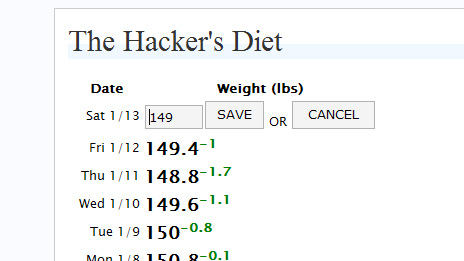 The Hacker's Diet
Date Weight (lbs)
Sat 1/13 149 SAVE OR CANCEL
Fri 1/12 149.4 -1
Thu 1/11 148.8 -1.7
Wed 1/10 149.6 -1.1
Tue 1/9 150 -0.8
Mon 1/8 150.8 -0.1